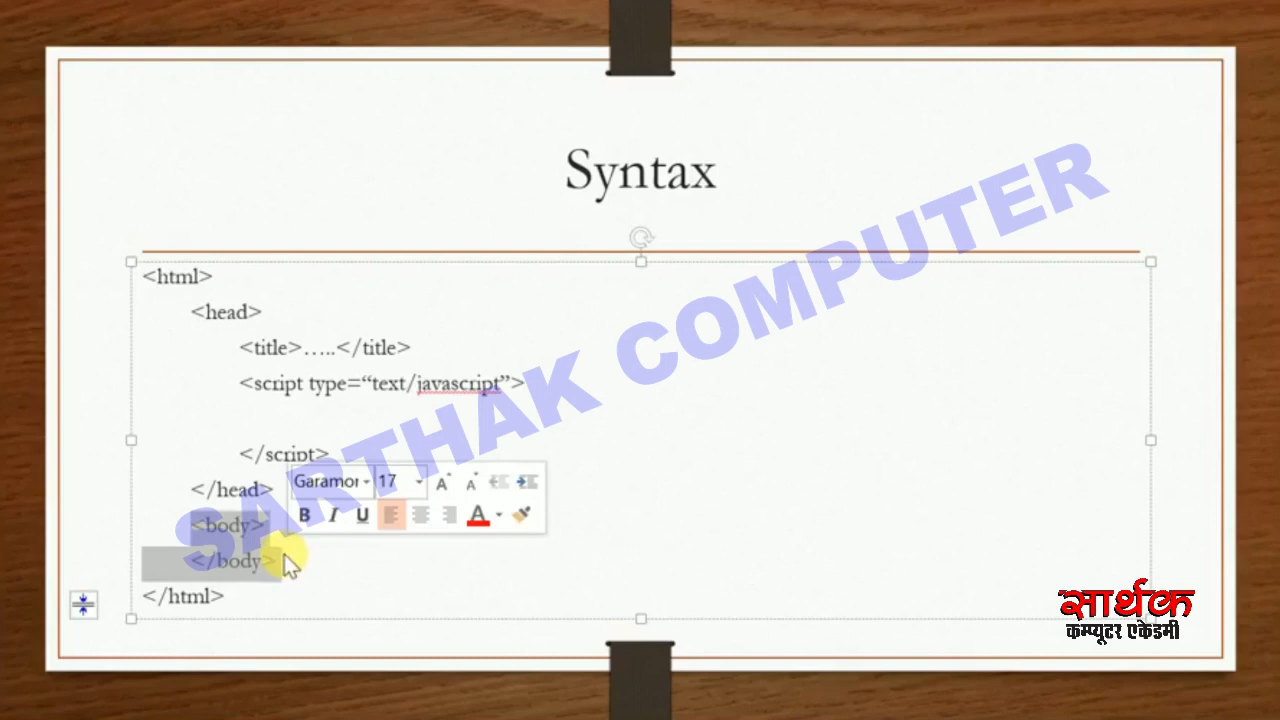 Syntax
SARTHAK COMPUTER
<html>
<head>
<title>…..</title>
<script type=“text/javascript”>
</script>
</head>
Garamor 17
B I U A
<body>
</body>
</html>
सार्थक
कम्प्यूटर एकेडमी